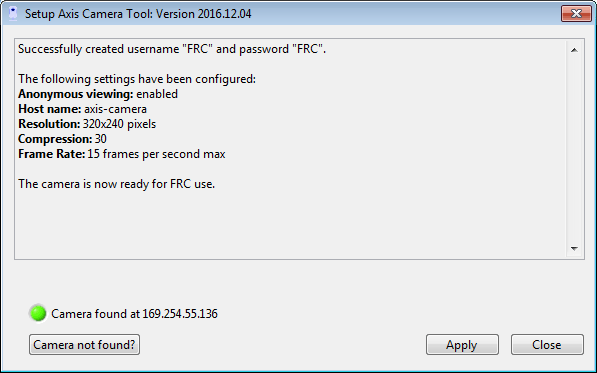 Setup Axis Camera Tool: Version 2016.12.04
Successfully created username "FRC" and password "FRC".
The following settings have been configured:
Anonymous viewing: enabled
Host name: axis-camera
Resolution: 320x240 pixels
Compression: 30
Frame Rate: 15 frames per second max
The camera is now ready for FRC use.
Camera found at 169.254.55.136
Camera not found?
Apply
Close